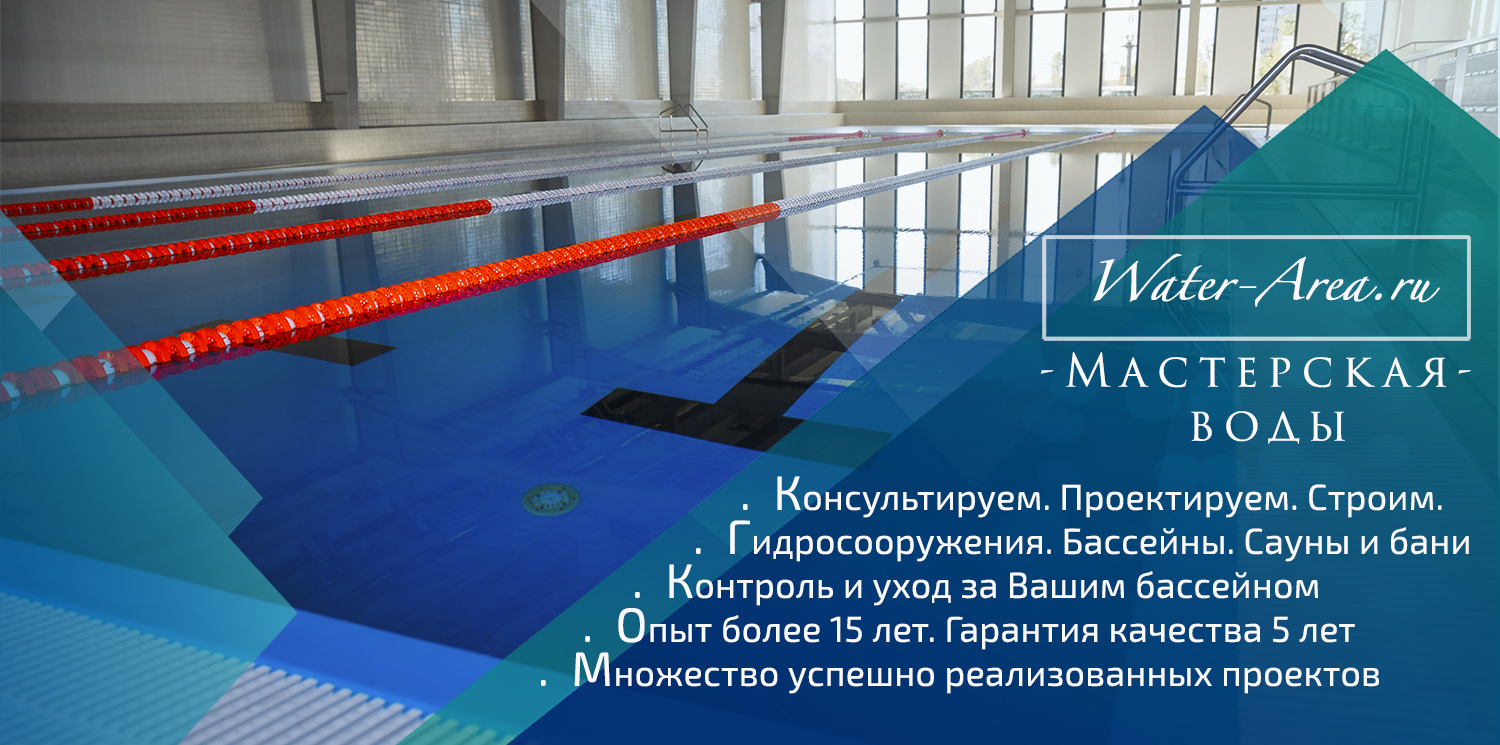 Water-Area.ru
-Мастерская-
воды
. Консультируем. Проектируем. Строим.
. Гидросооружения. Бассейны. Сауны и бани
. Контроль и уход за Вашим бассейном
. Опыт более 15 лет. Гарантия качества 5 лет
. Множество успешно реализованных проектов